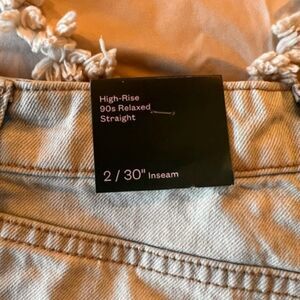 High-Rise
90s Relaxed
Straight
2 / 30" Inseam